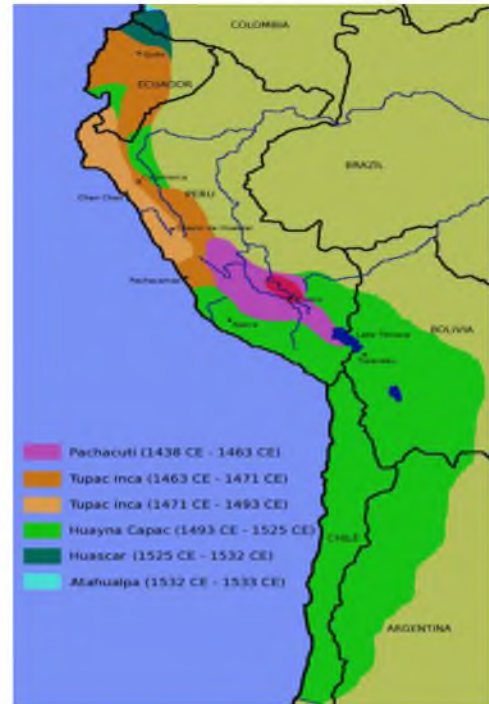 COLOMBIA
Quito
ECUADOR
BRAZIL
Chan Chan
PERU
Pachacamac
Nazca
Lake Titicaca
BOLIVIA
Pachacuti (1438 CE - 1463 CE)
Tupac inca (1463 CE - 1471 CE)
Tupac inca (1471 CE - 1493 CE)
Huayna Capac (1493 CE - 1525 CE)
Huascar (1525 CE - 1532 CE)
Atahualpa (1532 CE - 1533 CE)
CHILE
ARGENTINA